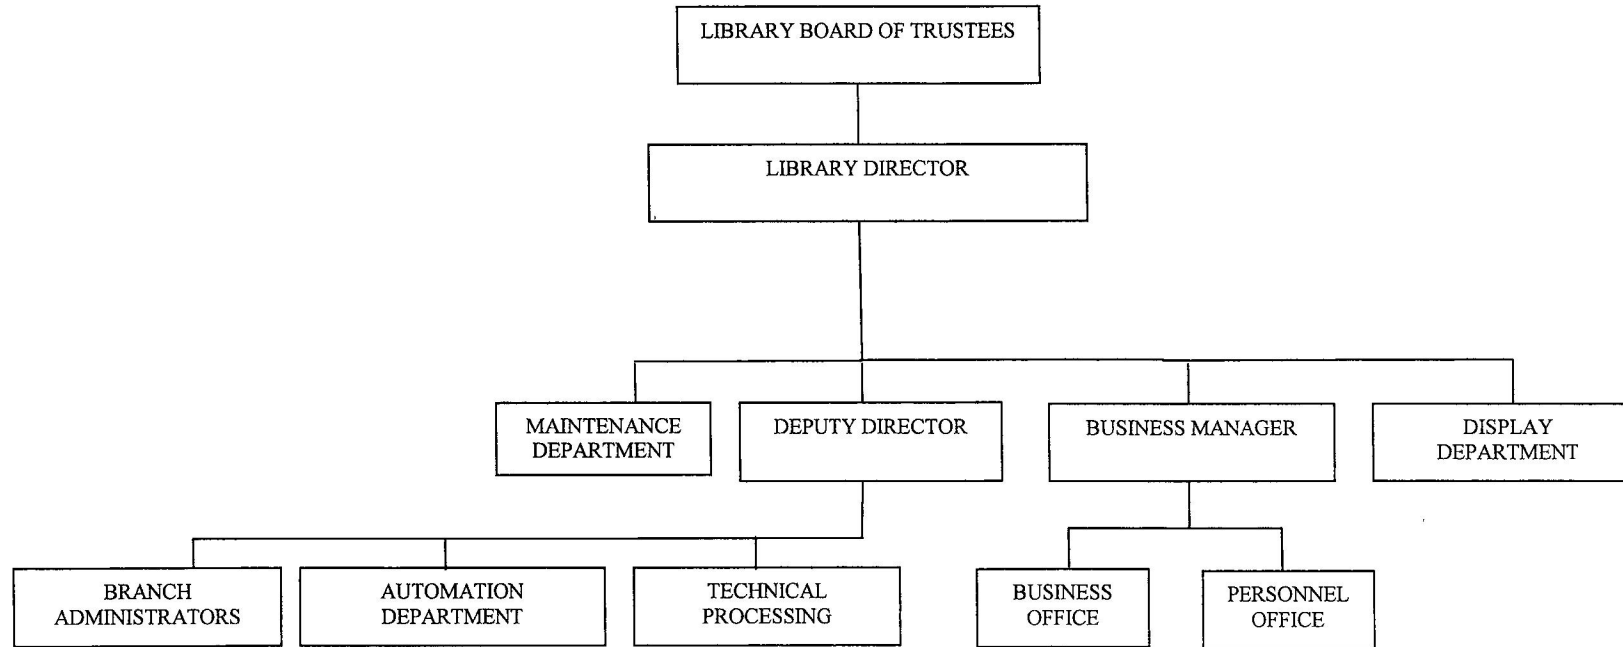 LIBRARY BOARD OF TRUSTEES
LIBRARY DIRECTOR
MAINTENANCE
DEPARTMENT
DEPUTY DIRECTOR
BUSINESS MANAGER
DISPLAY
DEPARTMENT
BRANCH
ADMINISTRATORS
AUTOMATION
DEPARTMENT
TECHNICAL
PROCESSING
BUSINESS
OFFICE
PERSONNEL
OFFICE